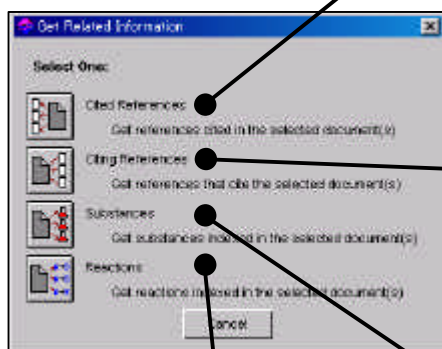 Get Related Information
Select One:
Cited References
Get references cited in the selected document(s)
Citing References
Get references that cite the selected document(s)
Substances
Get substances indexed in the selected document(s)
Reactions
Get reactions indexed in the selected document(s)
Cancel